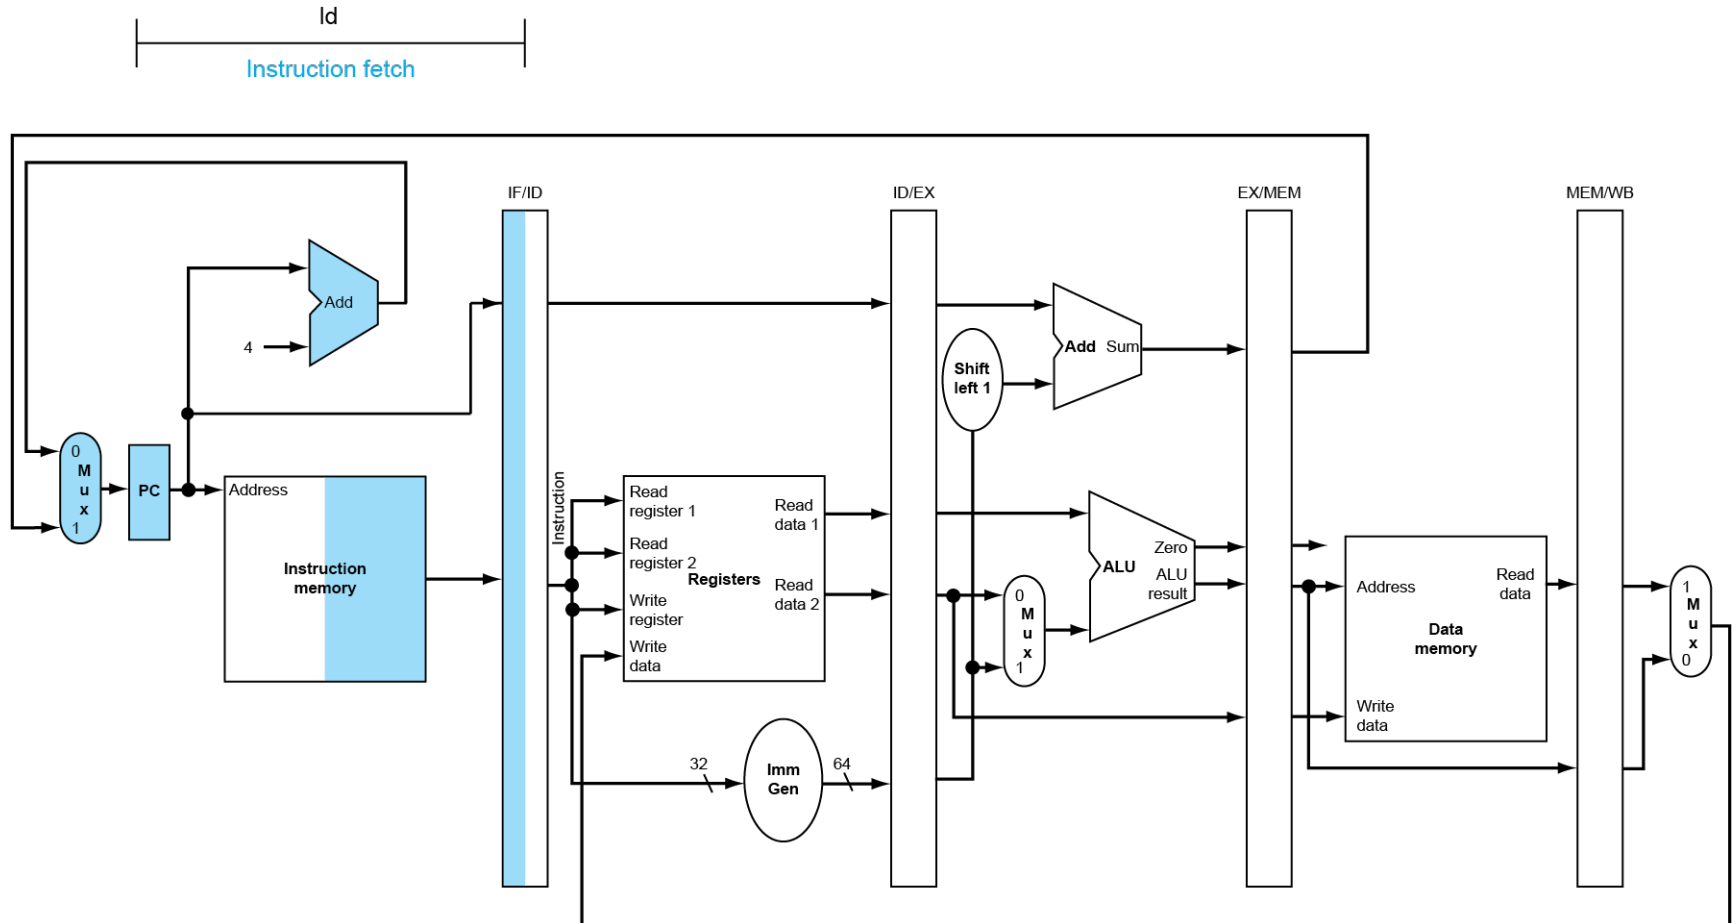 ld
Instruction fetch
IF/ID
ID/EX
EX/MEM
MEM/WB
Add
4
Add Sum
Shift
left 1
0
M
u
x
1
PC
Address
Instruction
memory
Instruction
Read
register 1
Read
register 2
Write
register
Write
data
Registers
Read
data 1
Read
data 2
0
M
u
x
1
ALU
Zero
ALU
result
Address
Write
data
Data
memory
Read
data
1
M
u
x
0
32
Imm
Gen
64